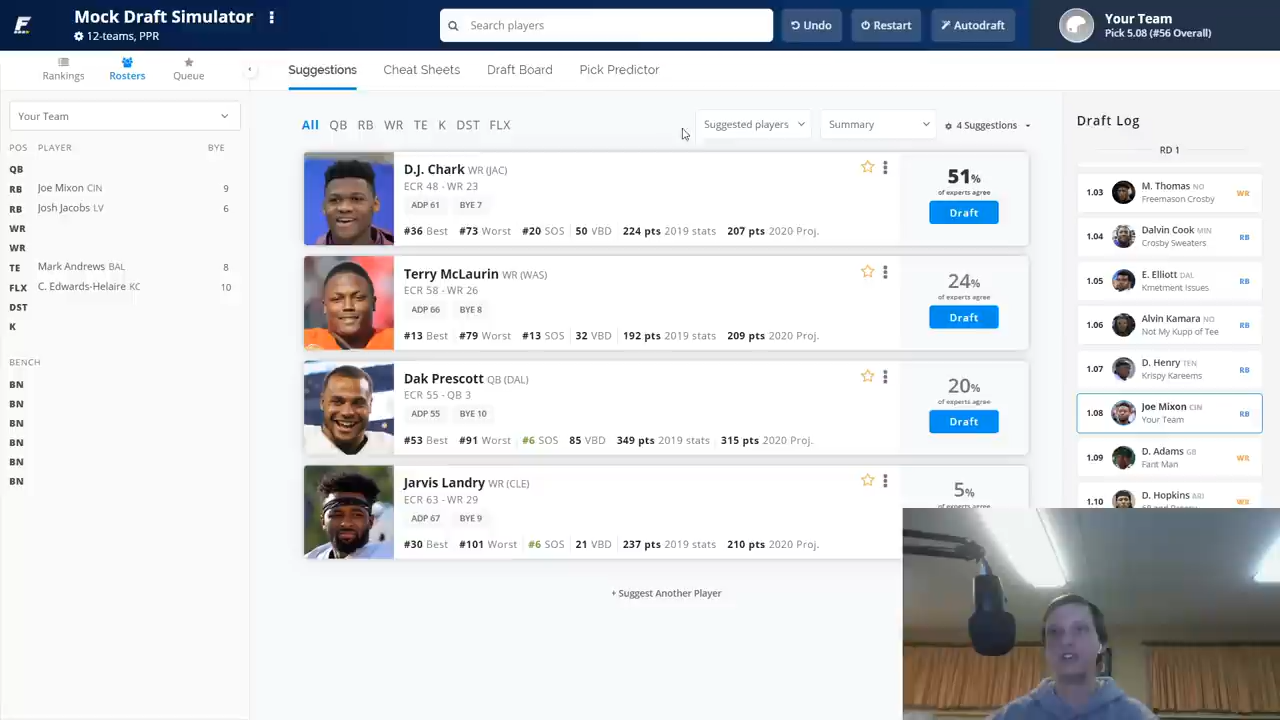 Mock Draft Simulator
12-teams, PPR
Search players
Undo
Restart
Autodraft
Your Team
Pick 5.08 (#56 Overall)
Rankings
Rosters
Queue
Suggestions
Cheat Sheets
Draft Board
Pick Predictor
Your Team
POS PLAYER BYE
QB
RB Joe Mixon CIN 9
RB Josh Jacobs LV 6
WR
WR
TE Mark Andrews BAL 8
FLX C. Edwards-Helaire KC 10
DST
K
BENCH
BN
BN
BN
BN
BN
BN
All QB RB WR TE K DST FLX
Suggested players
Summary
4 Suggestions
D.J. Chark WR (JAC)
ECR 48 - WR 23
ADP 61 BYE 7
#36 Best #73 Worst #20 SOS 50 VBD 224 pts 2019 stats 207 pts 2020 Proj.
51%
of experts agree
Draft
Terry McLaurin WR (WAS)
ECR 58 - WR 26
ADP 66 BYE 8
#13 Best #79 Worst #13 SOS 32 VBD 192 pts 2019 stats 209 pts 2020 Proj.
24%
of experts agree
Draft
Dak Prescott QB (DAL)
ECR 55 - QB 3
ADP 55 BYE 10
#53 Best #91 Worst #6 SOS 85 VBD 349 pts 2019 stats 315 pts 2020 Proj.
20%
of experts agree
Draft
Jarvis Landry WR (CLE)
ECR 63 - WR 29
ADP 67 BYE 9
#30 Best #101 Worst #6 SOS 21 VBD 237 pts 2019 stats 210 pts 2020 Proj.
5%
+ Suggest Another Player
Draft Log
RD 1
1.03 M. Thomas NO WR
Freemason Crosby
1.04 Dalvin Cook MIN RB
Crosby Sweaters
1.05 E. Elliott DAL RB
Kmetment Issues
1.06 Alvin Kamara NO RB
Not My Kupp of Tee
1.07 D. Henry TEN RB
Krispy Kareems
1.08 Joe Mixon CIN RB
Your Team
1.09 D. Adams GB WR
Fant Man
1.10 D. Hopkins ARI WR